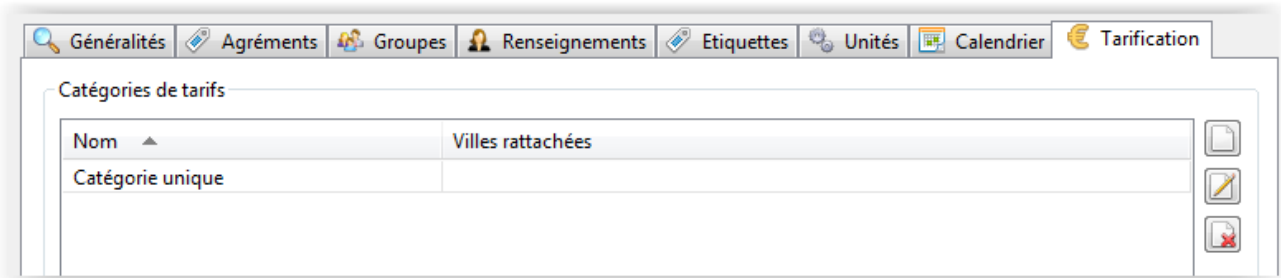 Généralités Agréments Groupes Renseignements Etiquettes Unités Calendrier Tarification
Catégories de tarifs
Nom Villes rattachées
Catégorie unique